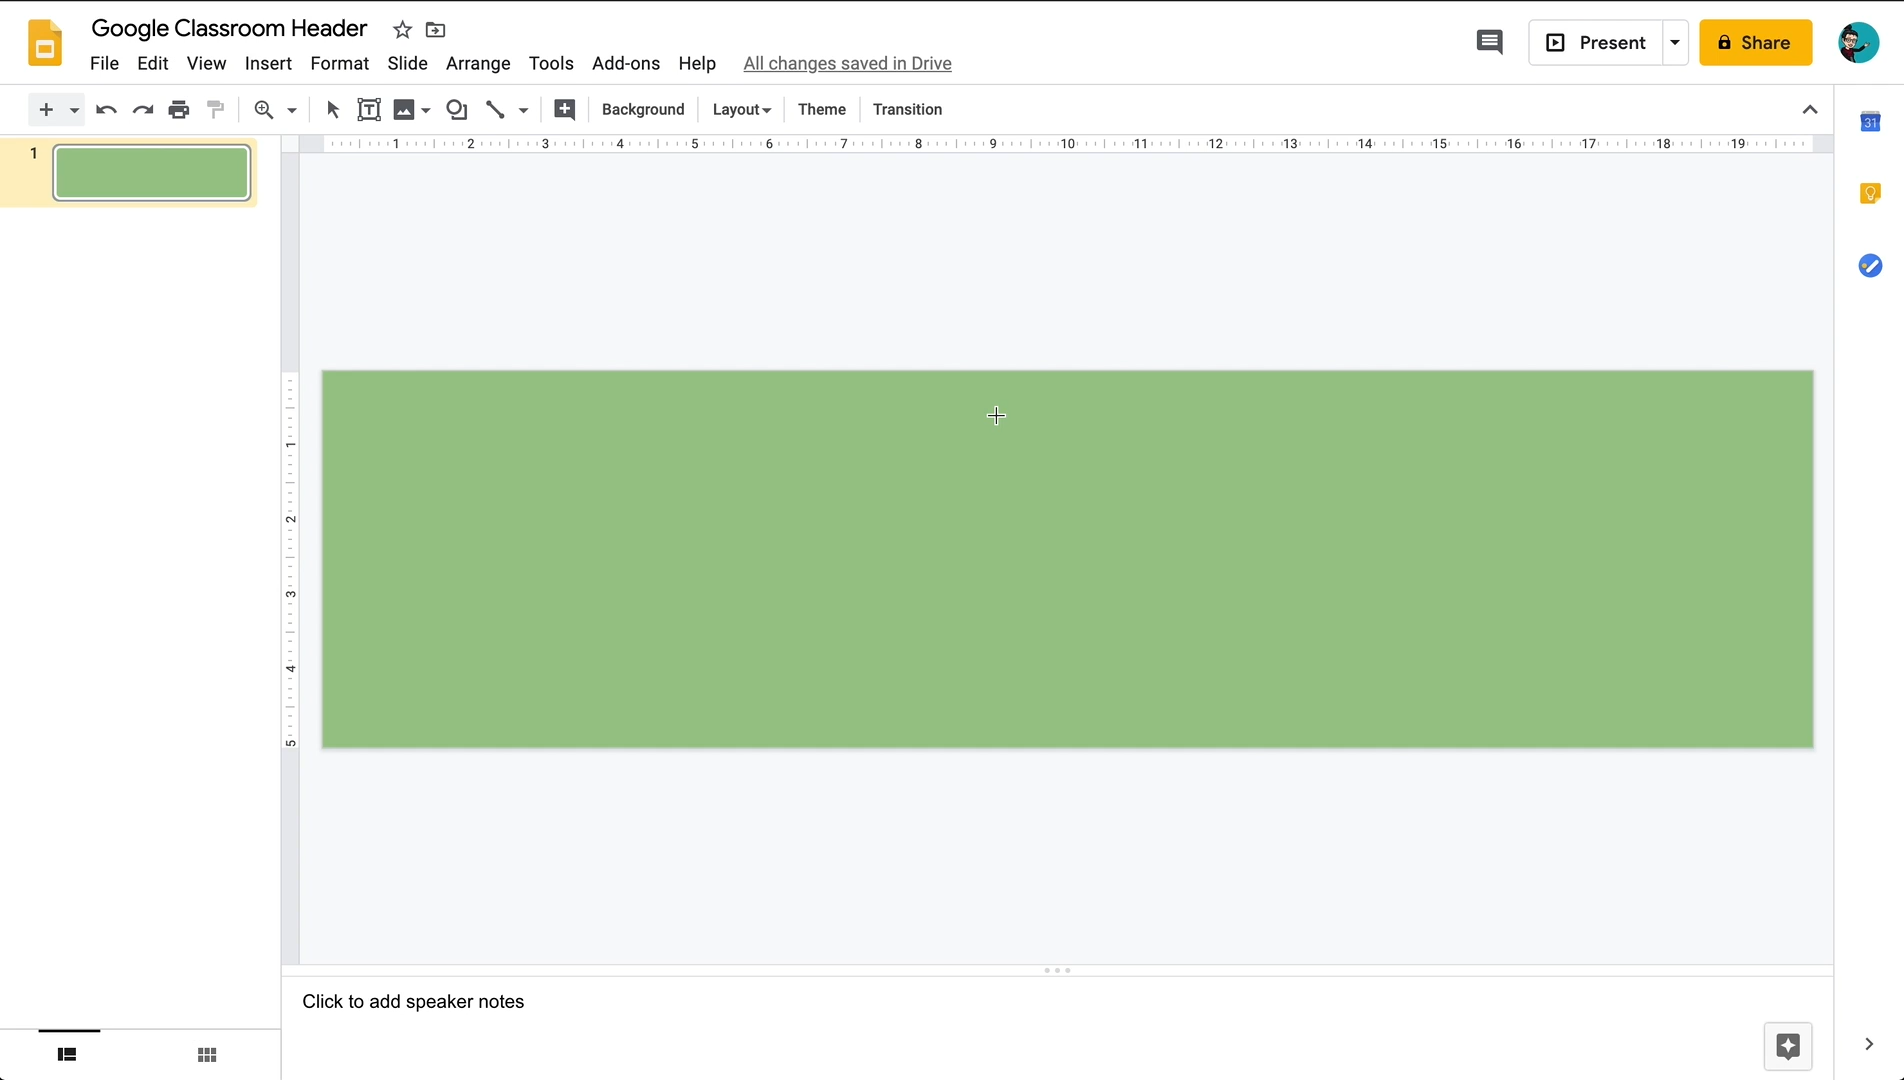 Google Classroom Header
File Edit View Insert Format Slide Arrange Tools Add-ons Help All changes saved in Drive
Present
Share
Background Layout Theme Transition
31
1
1 2 3 4 5 6 7 8 9 10 11 12 13 14 15 16 17 18 19
1
2
3
4
5
Click to add speaker notes